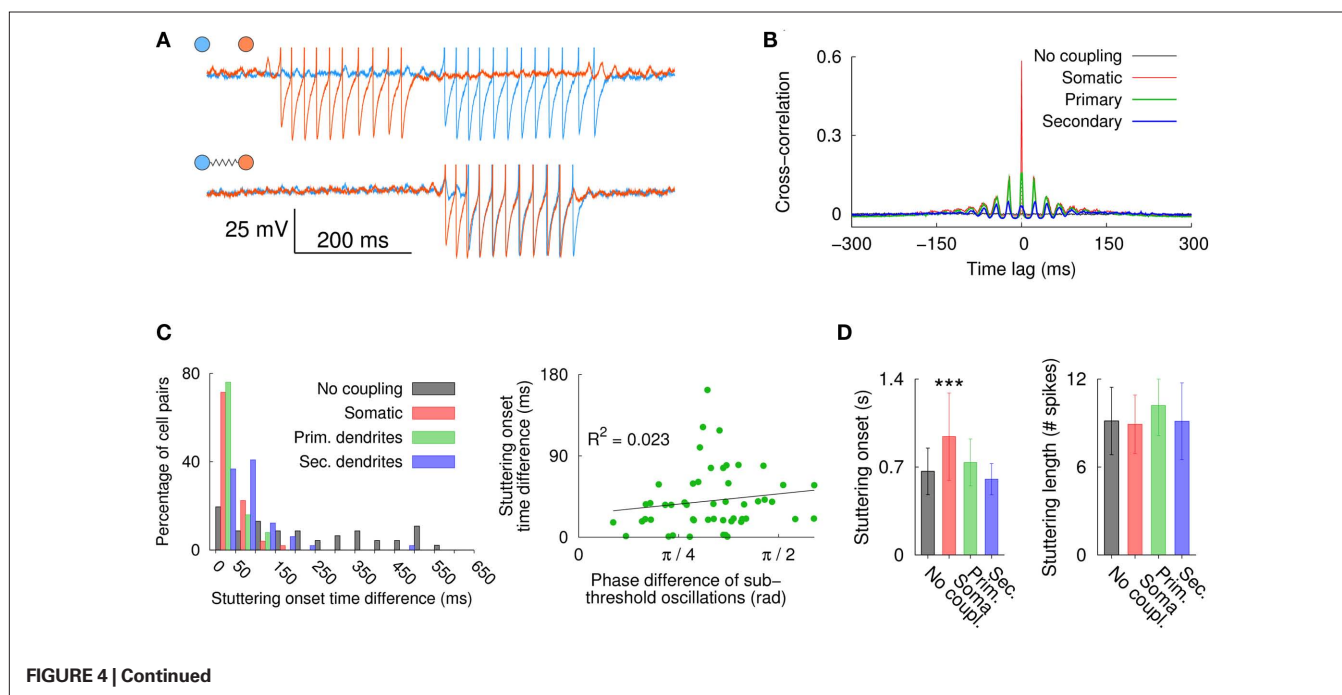 A
25 mV
200 ms
B
Cross−correlation
0.6
0.3
0
−300
−150
0
150
300
Time lag (ms)
No coupling
Somatic
Primary
Secondary
C
Percentage of cell pairs
80
40
0
0
50
150
250
350
450
550
650
Stuttering onset time difference (ms)
No coupling
Somatic
Prim. dendrites
Sec. dendrites
Stuttering onset
time difference (ms)
180
90
0
R² = 0.023
0
π / 4
π / 2
Phase difference of sub−
threshold oscillations (rad)
D
Stuttering onset (s)
1.4
0.7
0
***
No coupl.
Soma
Prim.
Sec.
Stuttering length (# spikes)
12
6
0
No coupl.
Soma
Prim.
Sec.
FIGURE 4 | Continued